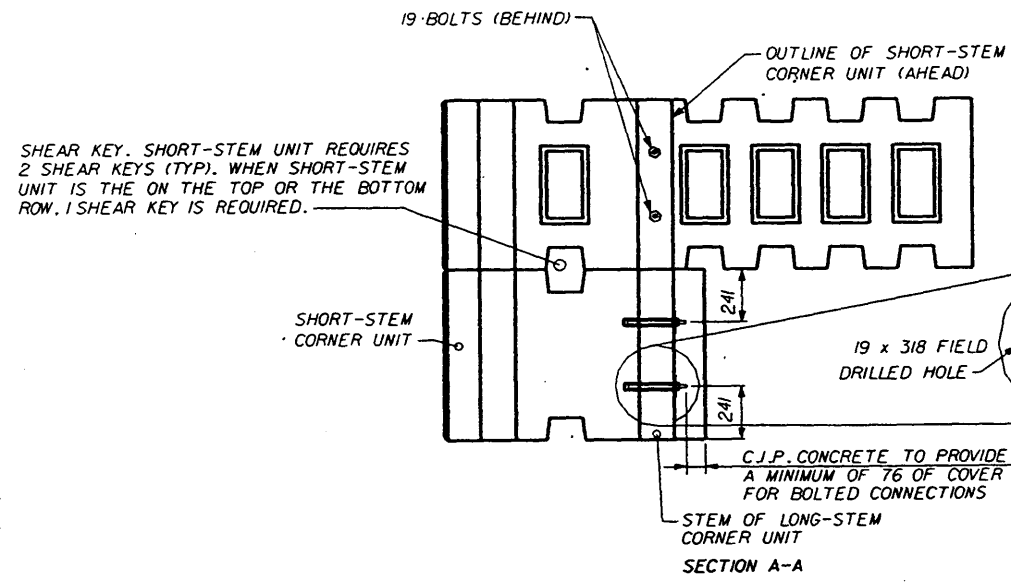 19 BOLTS (BEHIND)
OUTLINE OF SHORT-STEM
CORNER UNIT (AHEAD)
SHEAR KEY. SHORT-STEM UNIT REQUIRES
2 SHEAR KEYS (TYP). WHEN SHORT-STEM
UNIT IS THE ON THE TOP OR THE BOTTOM
ROW. 1 SHEAR KEY IS REQUIRED.
241
SHORT-STEM
CORNER UNIT
19 x 318 FIELD
DRILLED HOLE
241
C.I.P. CONCRETE TO PROVIDE
A MINIMUM OF 76 OF COVER
FOR BOLTED CONNECTIONS
STEM OF LONG-STEM
CORNER UNIT
SECTION A-A